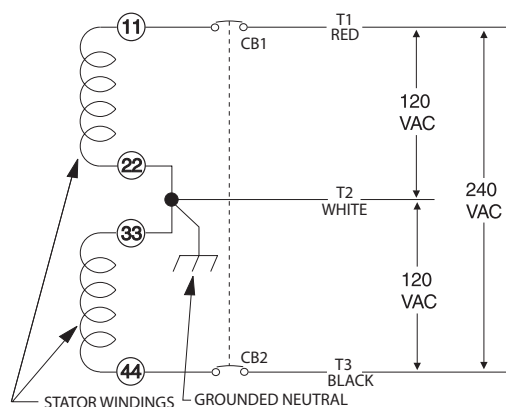 11
T1
RED
CB1
120
VAC
22
T2
WHITE
240
VAC
33
120
VAC
CB2
T3
BLACK
44
STATOR WINDINGS
GROUNDED NEUTRAL